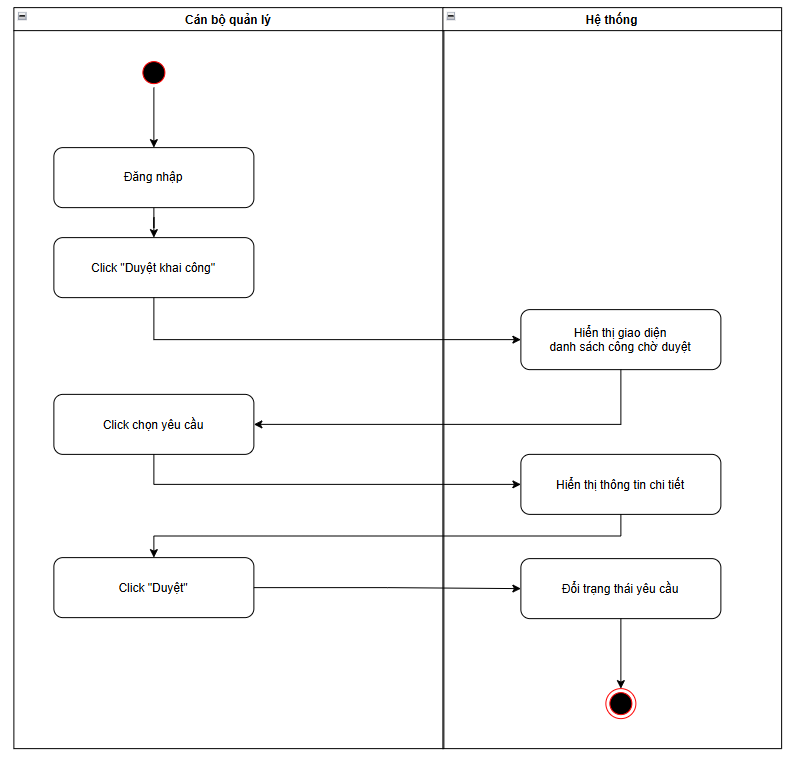 Cán bộ quản lý
Hệ thống
Đăng nhập
Click "Duyệt khai công"
Hiển thị giao diện
danh sách công chờ duyệt
Click chọn yêu cầu
Hiển thị thông tin chi tiết
Click "Duyệt"
Đổi trạng thái yêu cầu